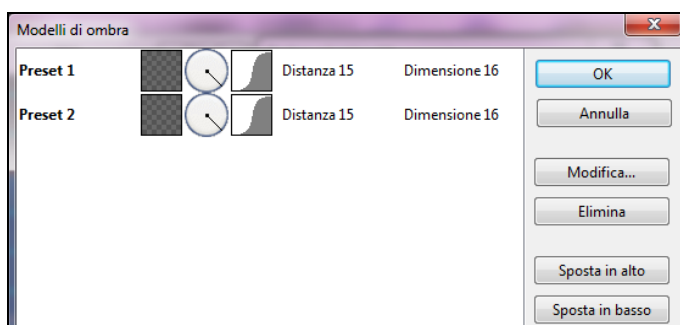 Modelli di ombra
Preset 1 Distanza 15 Dimensione 16
Preset 2 Distanza 15 Dimensione 16
OK
Annulla
Modifica...
Elimina
Sposta in alto
Sposta in basso